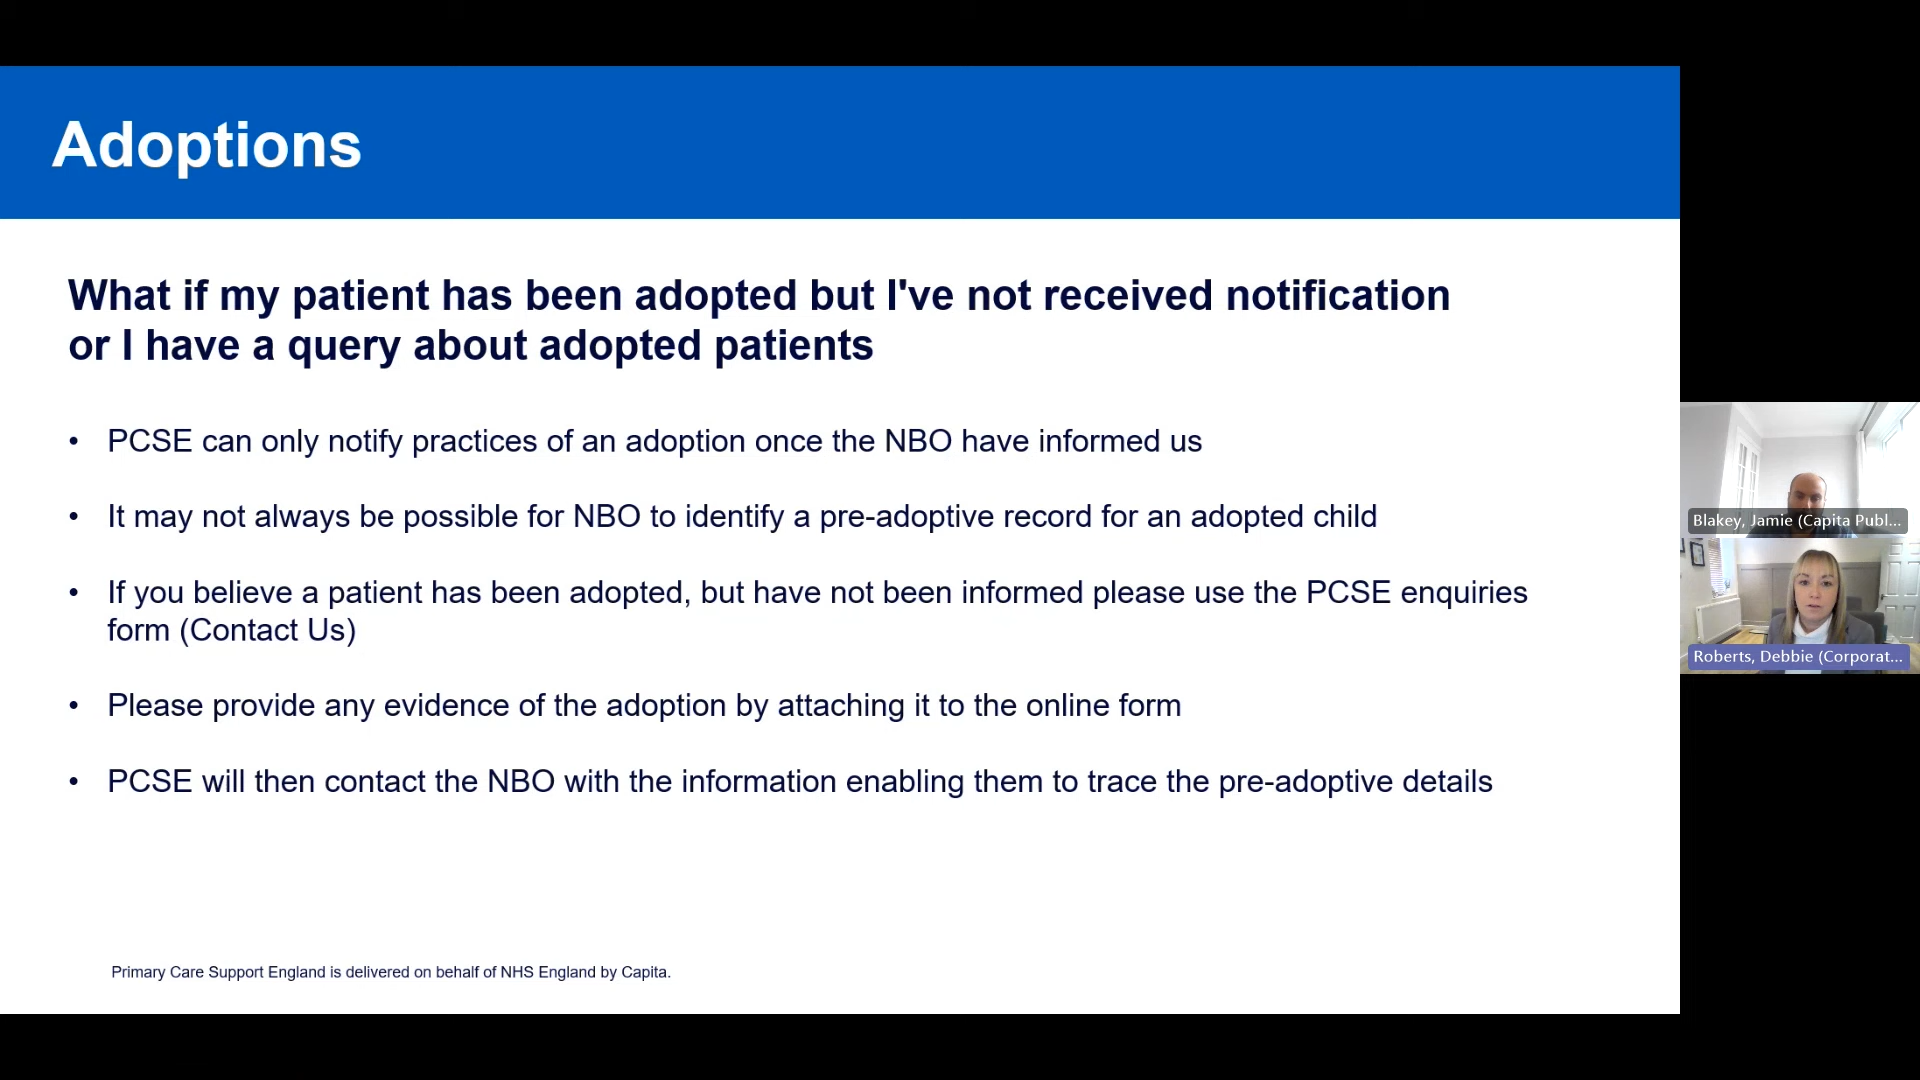 Adoptions
What if my patient has been adopted but I've not received notification
or I have a query about adopted patients
• PCSE can only notify practices of an adoption once the NBO have informed us
• It may not always be possible for NBO to identify a pre-adoptive record for an adopted child
• If you believe a patient has been adopted, but have not been informed please use the PCSE enquiries
form (Contact Us)
• Please provide any evidence of the adoption by attaching it to the online form
• PCSE will then contact the NBO with the information enabling them to trace the pre-adoptive details
Primary Care Support England is delivered on behalf of NHS England by Capita.
Blakey, Jamie (Capita Publ...
Roberts, Debbie (Corporat...